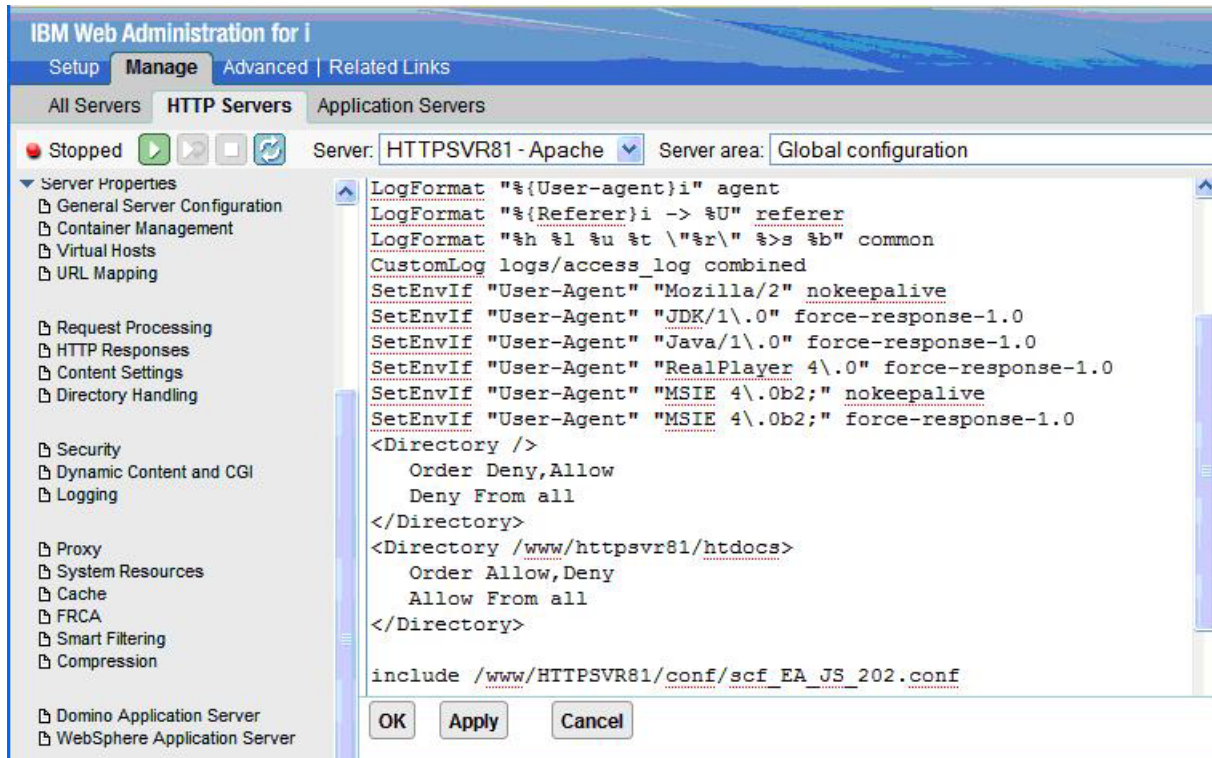 IBM Web Administration for i
Setup Manage Advanced | Related Links
All Servers HTTP Servers Application Servers
Stopped Server: HTTPSVR81 - Apache Server area: Global configuration
Server Properties
General Server Configuration
Container Management
Virtual Hosts
URL Mapping
Request Processing
HTTP Responses
Content Settings
Directory Handling
Security
Dynamic Content and CGI
Logging
Proxy
System Resources
Cache
FRCA
Smart Filtering
Compression
Domino Application Server
WebSphere Application Server
LogFormat "%{User-agent}i" agent
LogFormat "%{Referer}i -> %U" referer
LogFormat "%h %l %u %t \"%r\" %>s %b" common
CustomLog logs/access_log combined
SetEnvIf "User-Agent" "Mozilla/2" nokeepalive
SetEnvIf "User-Agent" "JDK/1\.0" force-response-1.0
SetEnvIf "User-Agent" "Java/1\.0" force-response-1.0
SetEnvIf "User-Agent" "RealPlayer 4\.0" force-response-1.0
SetEnvIf "User-Agent" "MSIE 4\.0b2;" nokeepalive
SetEnvIf "User-Agent" "MSIE 4\.0b2;" force-response-1.0
<Directory />
Order Deny,Allow
Deny From all
</Directory>
<Directory /www/httpsvr81/htdocs>
Order Allow,Deny
Allow From all
</Directory>
include /www/HTTPSVR81/conf/scf_EA_JS_202.conf
OK Apply Cancel